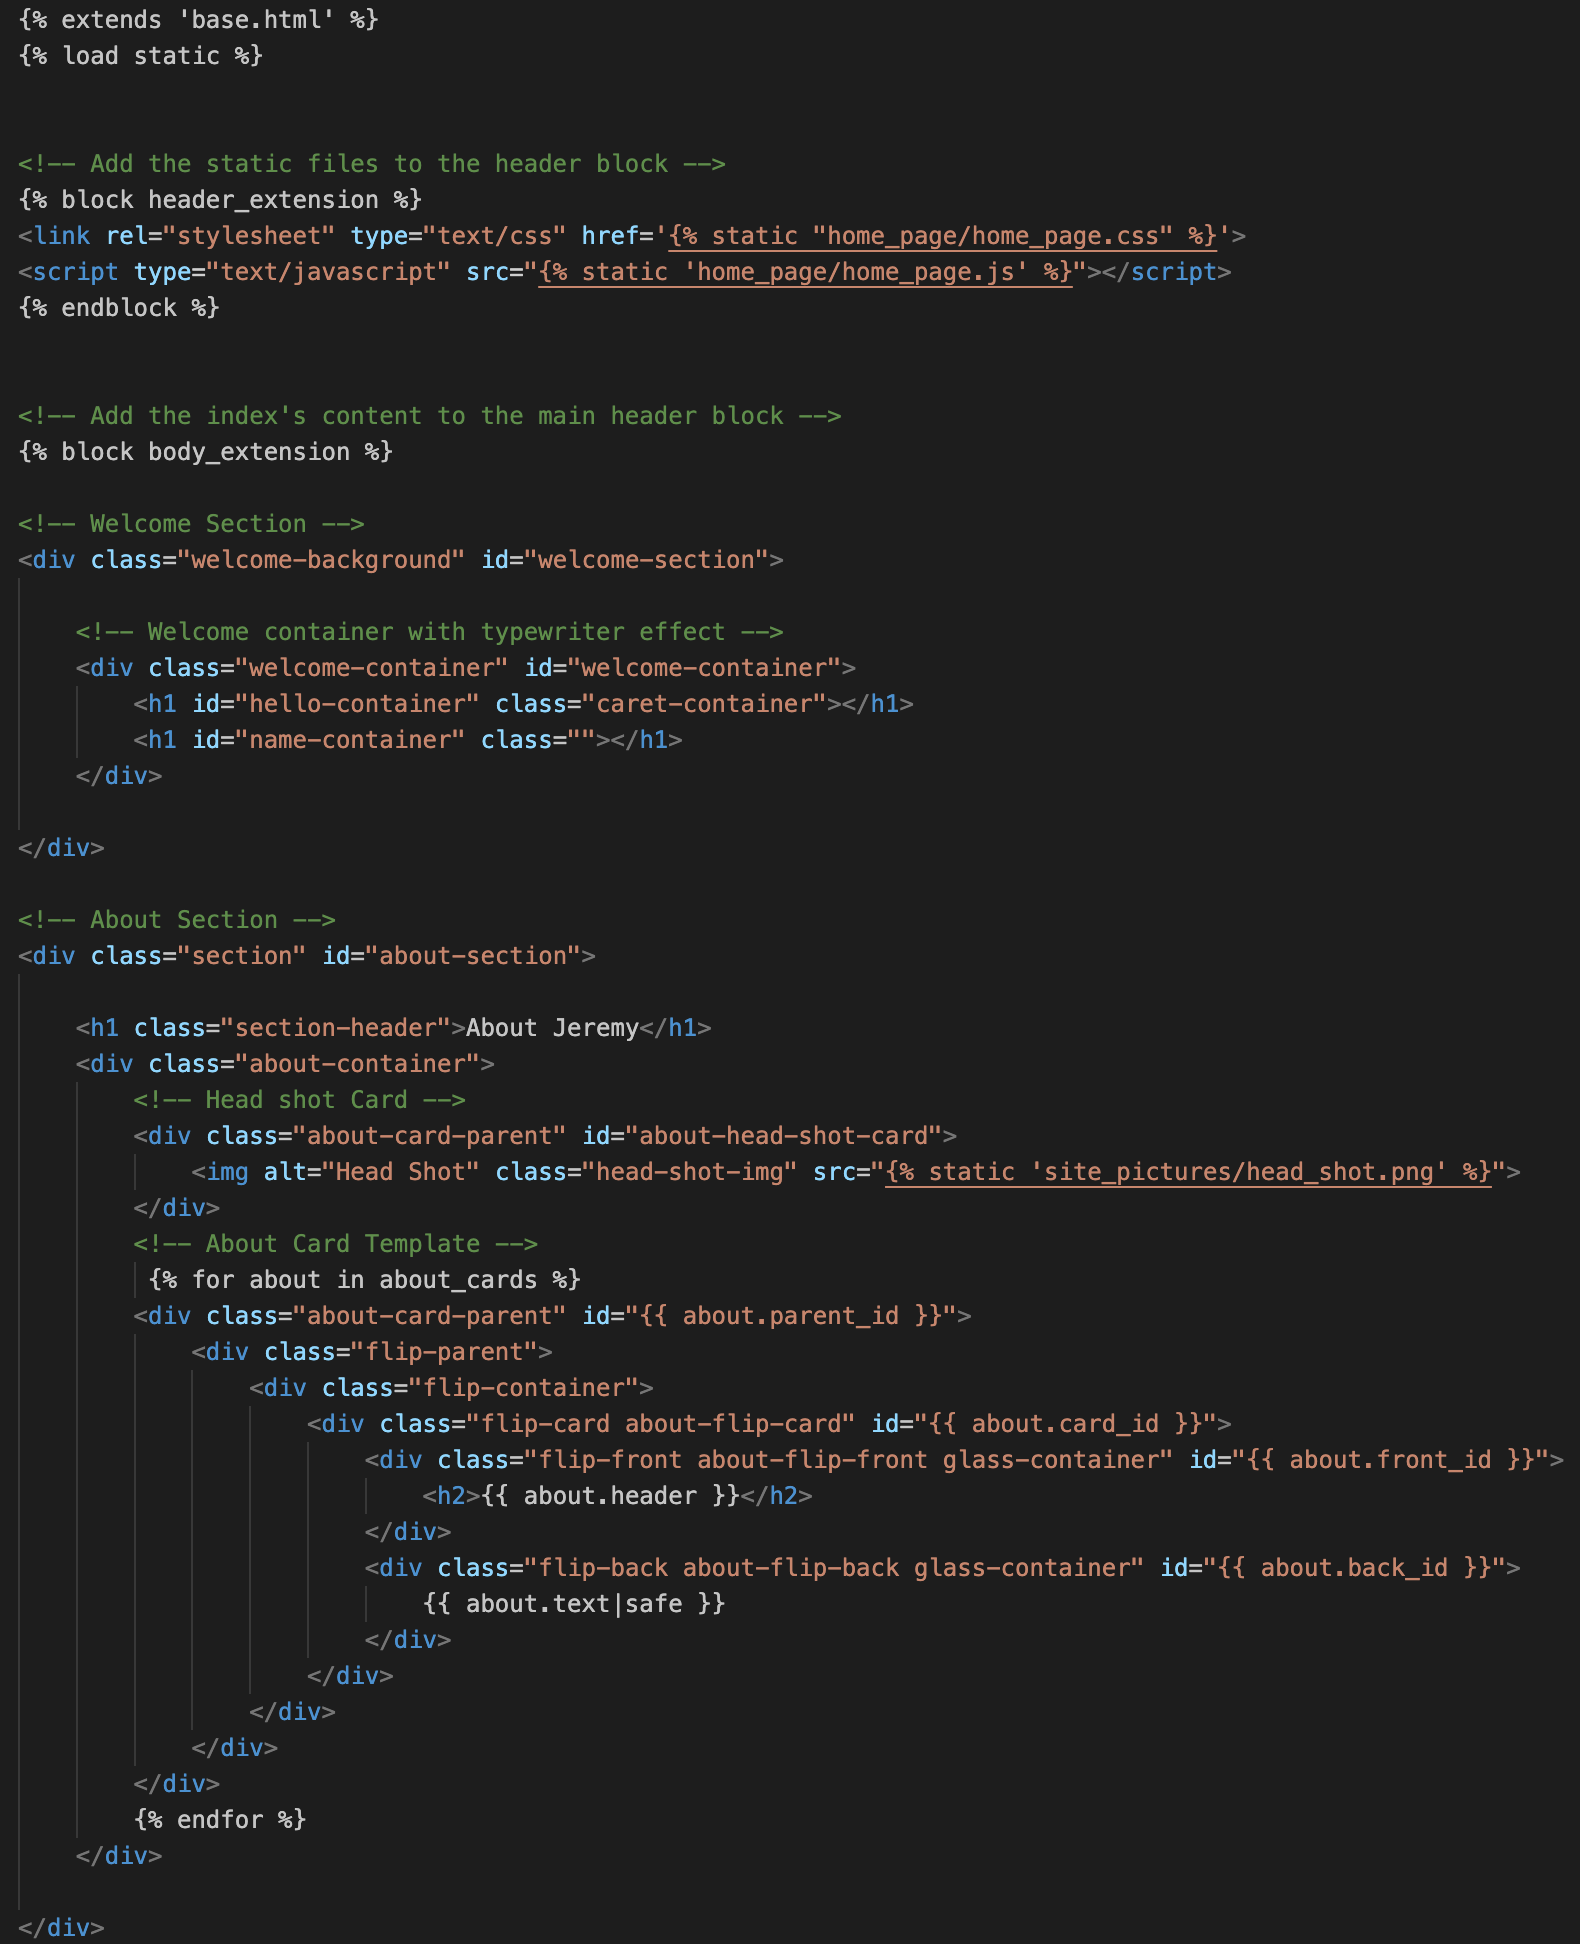 {% extends 'base.html' %}
{% load static %}
<!-- Add the static files to the header block -->
{% block header_extension %}
<link rel="stylesheet" type="text/css" href='{% static "home_page/home_page.css" %}'>
<script type="text/javascript" src="{% static 'home_page/home_page.js' %}"></script>
{% endblock %}
<!-- Add the index's content to the main header block -->
{% block body_extension %}
<!-- Welcome Section -->
<div class="welcome-background" id="welcome-section">
<!-- Welcome container with typewriter effect -->
<div class="welcome-container" id="welcome-container">
<h1 id="hello-container" class="caret-container"></h1>
<h1 id="name-container" class=""></h1>
</div>
</div>
<!-- About Section -->
<div class="section" id="about-section">
<h1 class="section-header">About Jeremy</h1>
<div class="about-container">
<!-- Head shot Card -->
<div class="about-card-parent" id="about-head-shot-card">
<img alt="Head Shot" class="head-shot-img" src="{% static 'site_pictures/head_shot.png' %}">
</div>
<!-- About Card Template -->
{% for about in about_cards %}
<div class="about-card-parent" id="{{ about.parent_id }}">
<div class="flip-parent">
<div class="flip-container">
<div class="flip-card about-flip-card" id="{{ about.card_id }}">
<div class="flip-front about-flip-front glass-container" id="{{ about.front_id }}">
<h2>{{ about.header }}</h2>
</div>
<div class="flip-back about-flip-back glass-container" id="{{ about.back_id }}">
{{ about.text|safe }}
</div>
</div>
</div>
</div>
</div>
{% endfor %}
</div>
</div>